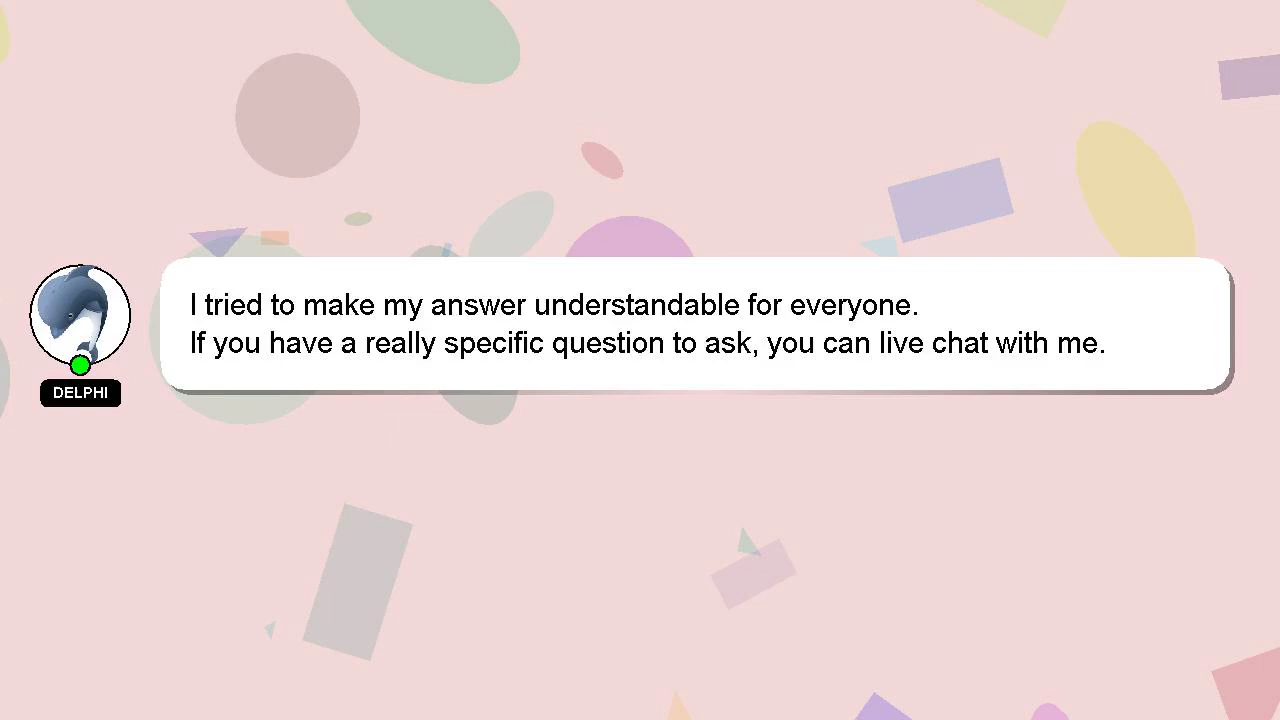 I tried to make my answer understandable for everyone.
If you have a really specific question to ask, you can live chat with me.
DELPHI